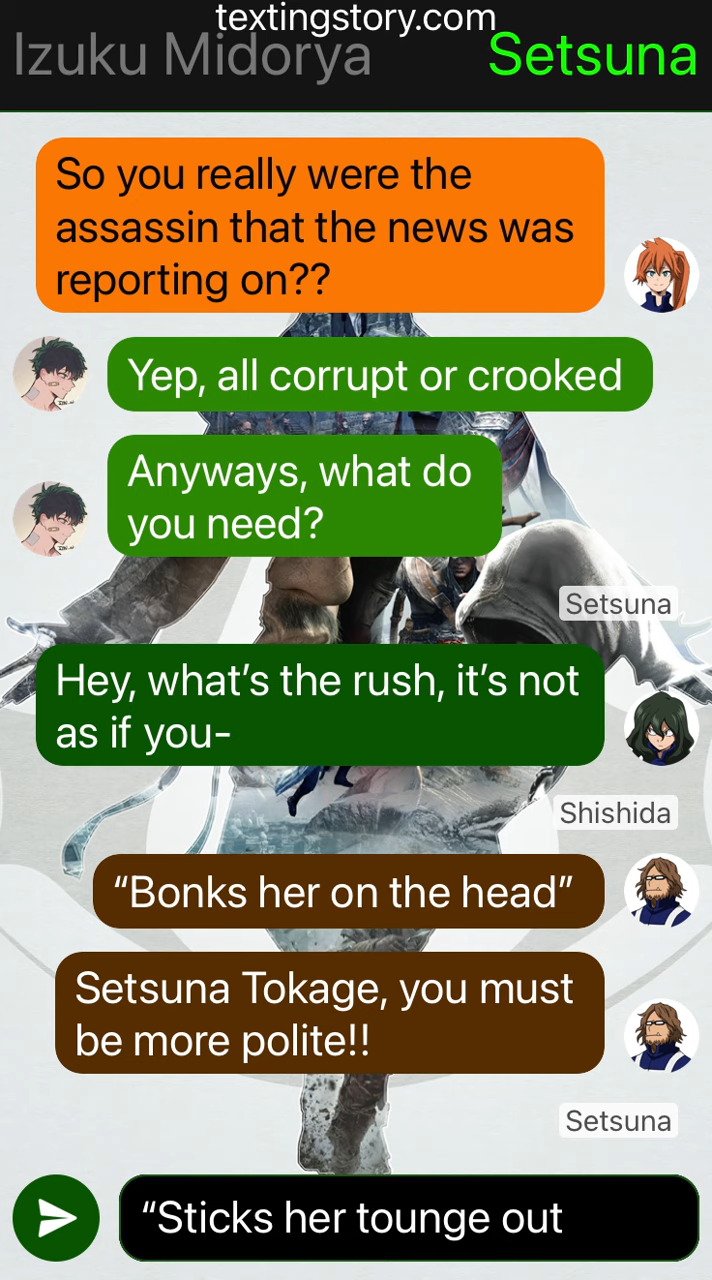 textingstory.com
Izuku Midorya
Setsuna
So you really were the
assassin that the news was
reporting on??
Yep, all corrupt or crooked
Anyways, what do
you need?
Setsuna
Hey, what’s the rush, it’s not
as if you-
Shishida
“Bonks her on the head”
Setsuna Tokage, you must
be more polite!!
Setsuna
“Sticks her tounge out